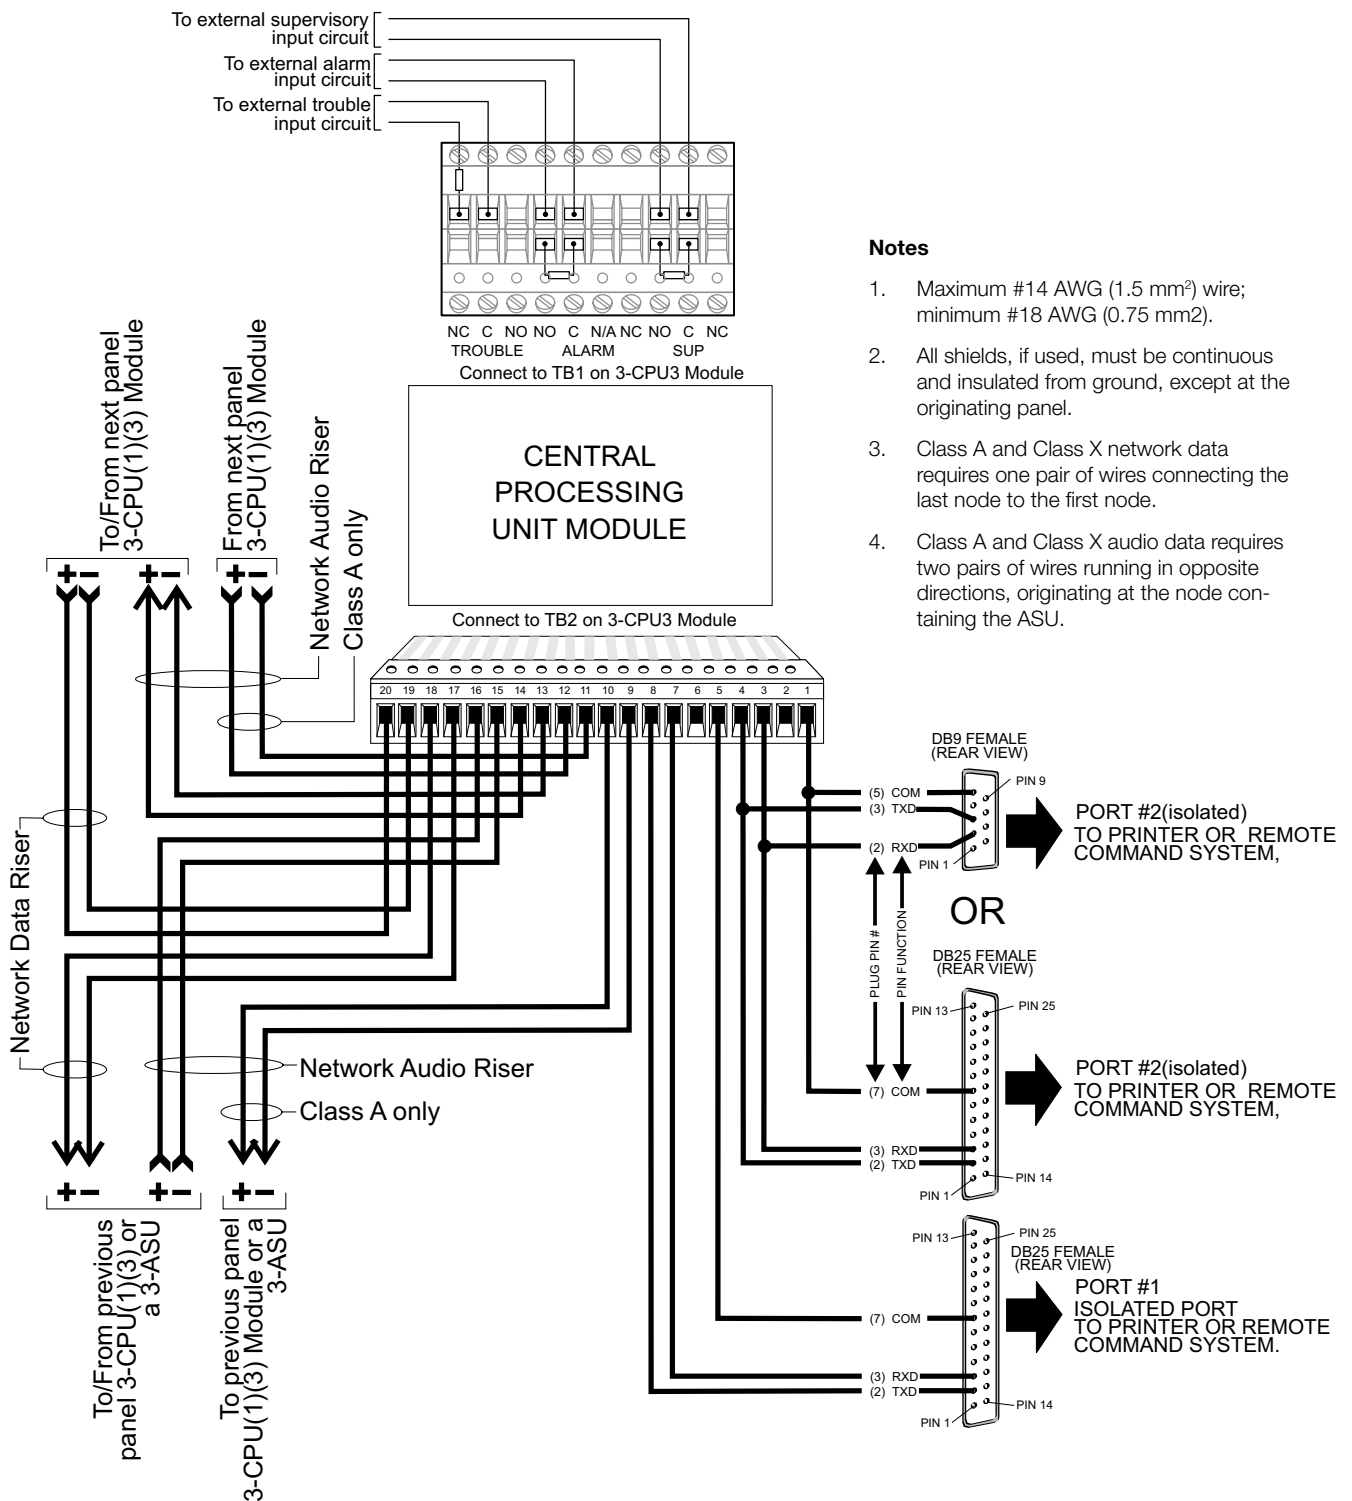 To external supervisory
input circuit
To external alarm
input circuit
To external trouble
input circuit
NC C NO NO C N/A NC NO C NC
TROUBLE ALARM SUP
Connect to TB1 on 3-CPU3 Module
CENTRAL
PROCESSING
UNIT MODULE
Connect to TB2 on 3-CPU3 Module
20 19 18 17 16 15 14 13 12 11 10 9 8 7 6 5 4 3 2 1
Notes
1. Maximum #14 AWG (1.5 mm²) wire;
minimum #18 AWG (0.75 mm2).
2. All shields, if used, must be continuous
and insulated from ground, except at the
originating panel.
3. Class A and Class X network data
requires one pair of wires connecting the
last node to the first node.
4. Class A and Class X audio data requires
two pairs of wires running in opposite
directions, originating at the node con-
taining the ASU.
To/From next panel
3-CPU(1)(3) Module
From next panel
3-CPU(1)(3) Module
Network Audio Riser
Class A only
+ − + − + −
Network Data Riser
Network Audio Riser
Class A only
+ − + − + −
To/From previous
panel 3-CPU(1)(3) or
a 3-ASU
To previous panel
3-CPU(1)(3) Module or a
3-ASU
DB9 FEMALE
(REAR VIEW)
PIN 9
(5) COM
(3) TXD
(2) RXD
PIN 1
PORT #2(isolated)
TO PRINTER OR REMOTE
COMMAND SYSTEM,
PLUG PIN #
PIN FUNCTION
OR
DB25 FEMALE
(REAR VIEW)
PIN 13
PIN 25
(7) COM
(3) RXD
(2) TXD
PIN 1
PIN 14
PORT #2(isolated)
TO PRINTER OR REMOTE
COMMAND SYSTEM,
PIN 13
PIN 25
DB25 FEMALE
(REAR VIEW)
(7) COM
(3) RXD
(2) TXD
PIN 1
PIN 14
PORT #1
ISOLATED PORT
TO PRINTER OR REMOTE
COMMAND SYSTEM.